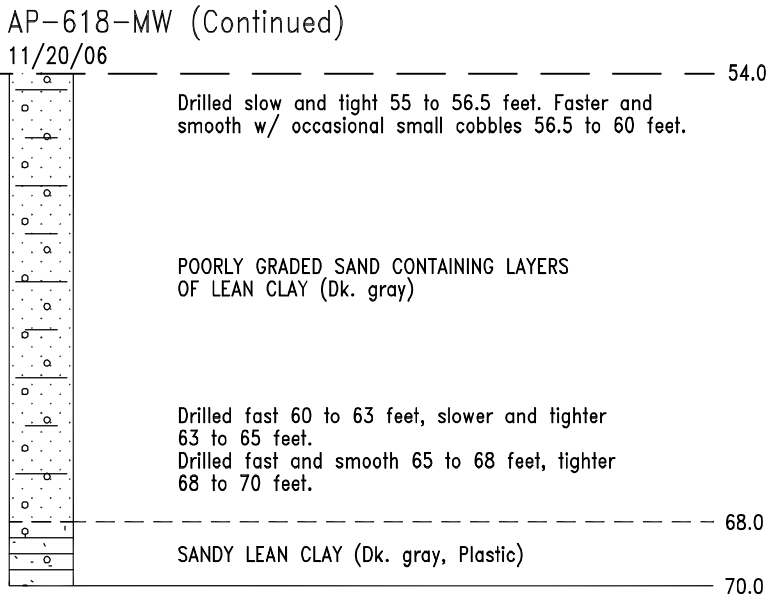 AP-618-MW (Continued)
11/20/06
54.0
Drilled slow and tight 55 to 56.5 feet. Faster and
smooth w/ occasional small cobbles 56.5 to 60 feet.
POORLY GRADED SAND CONTAINING LAYERS
OF LEAN CLAY (Dk. gray)
Drilled fast 60 to 63 feet, slower and tighter
63 to 65 feet.
Drilled fast and smooth 65 to 68 feet, tighter
68 to 70 feet.
68.0
SANDY LEAN CLAY (Dk. gray, Plastic)
70.0